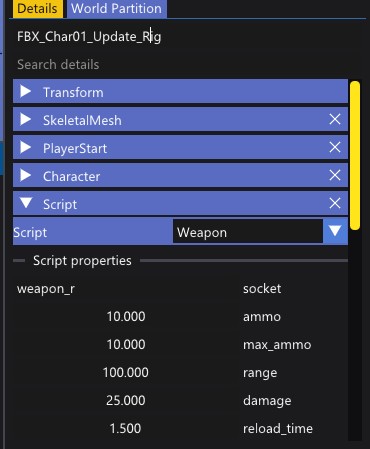 Details World Partition
FBX_Char01_Update_Rig
Search details
Transform
SkeletalMesh
PlayerStart
Character
Script
Script Weapon
Script properties
weapon_r socket
10.000 ammo
10.000 max_ammo
100.000 range
25.000 damage
1.500 reload_time